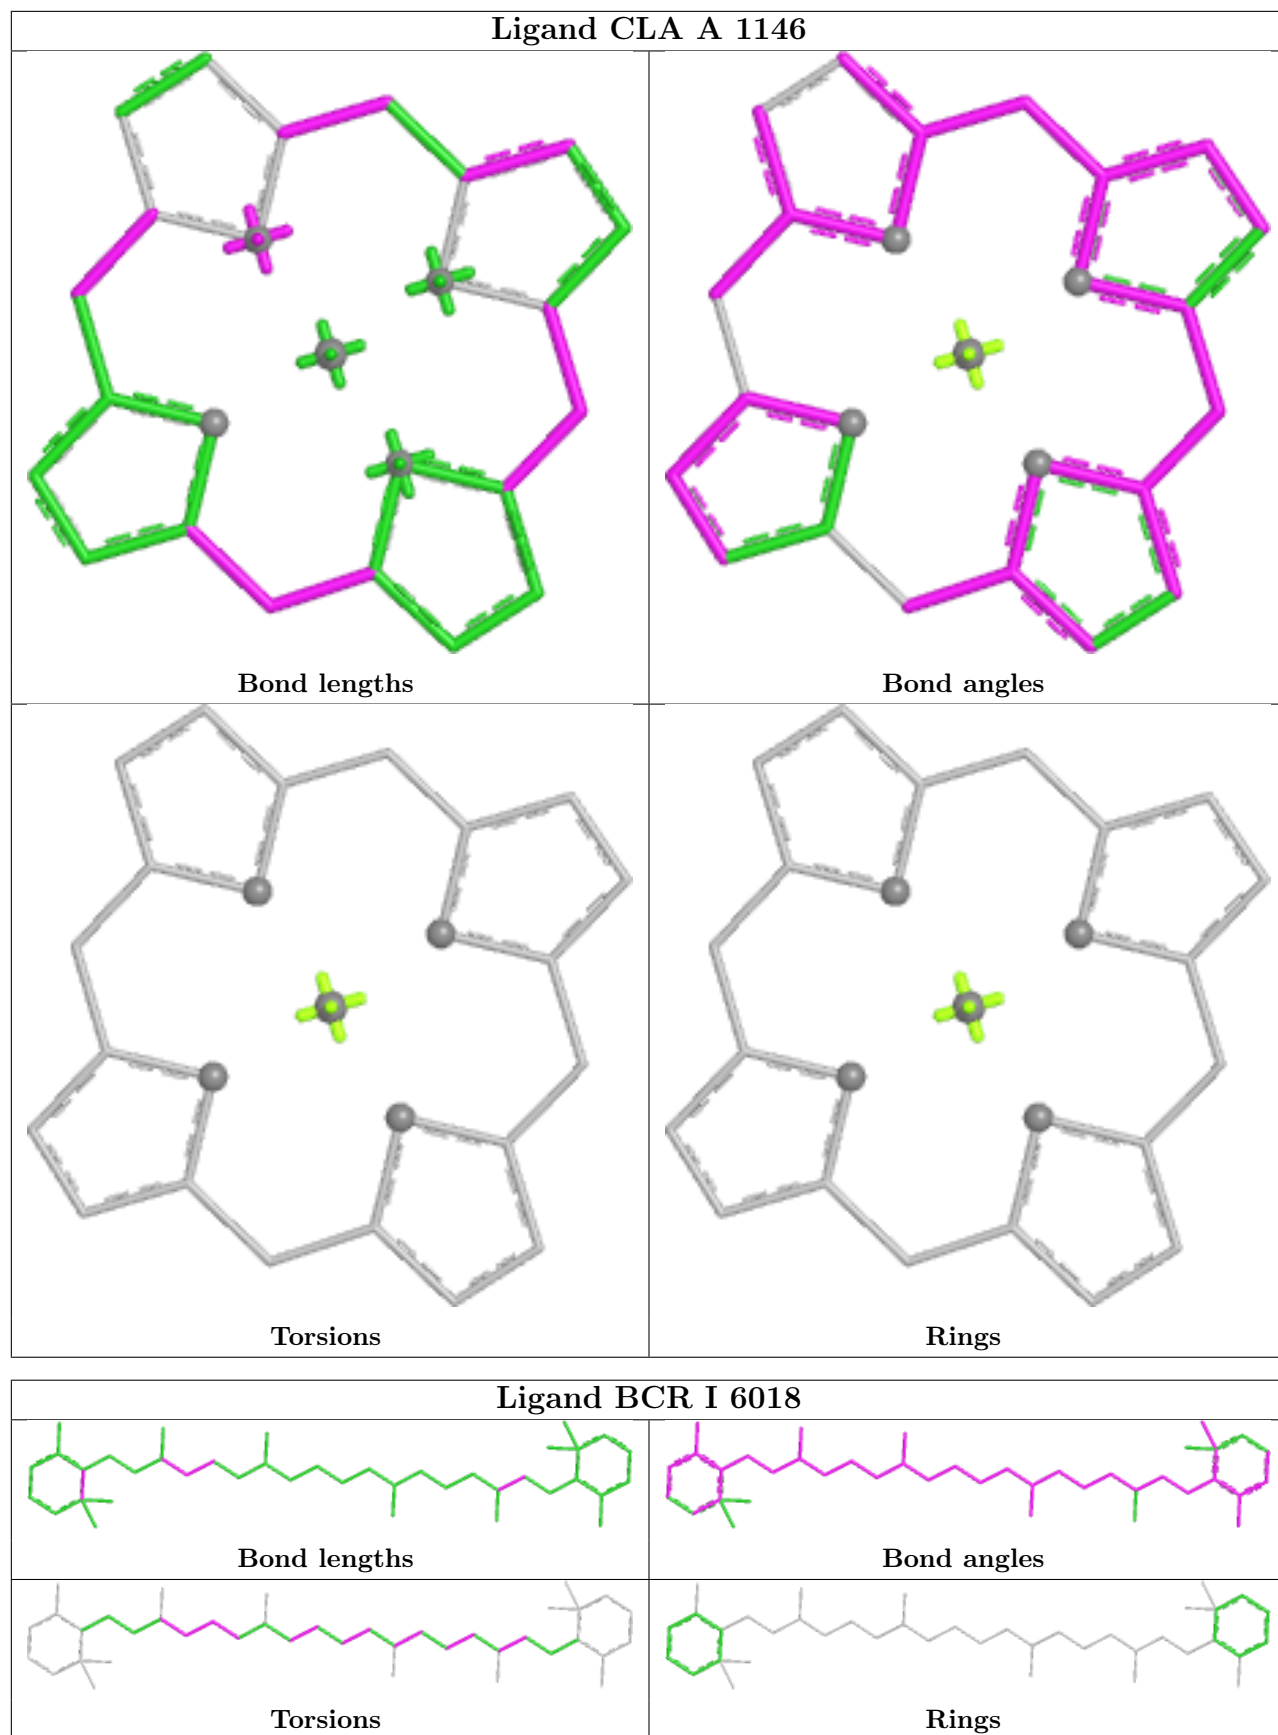 Ligand CLA A 1146
Bond lengths
Bond angles
Torsions
Rings
Ligand BCR I 6018
Bond lengths
Bond angles
Torsions
Rings